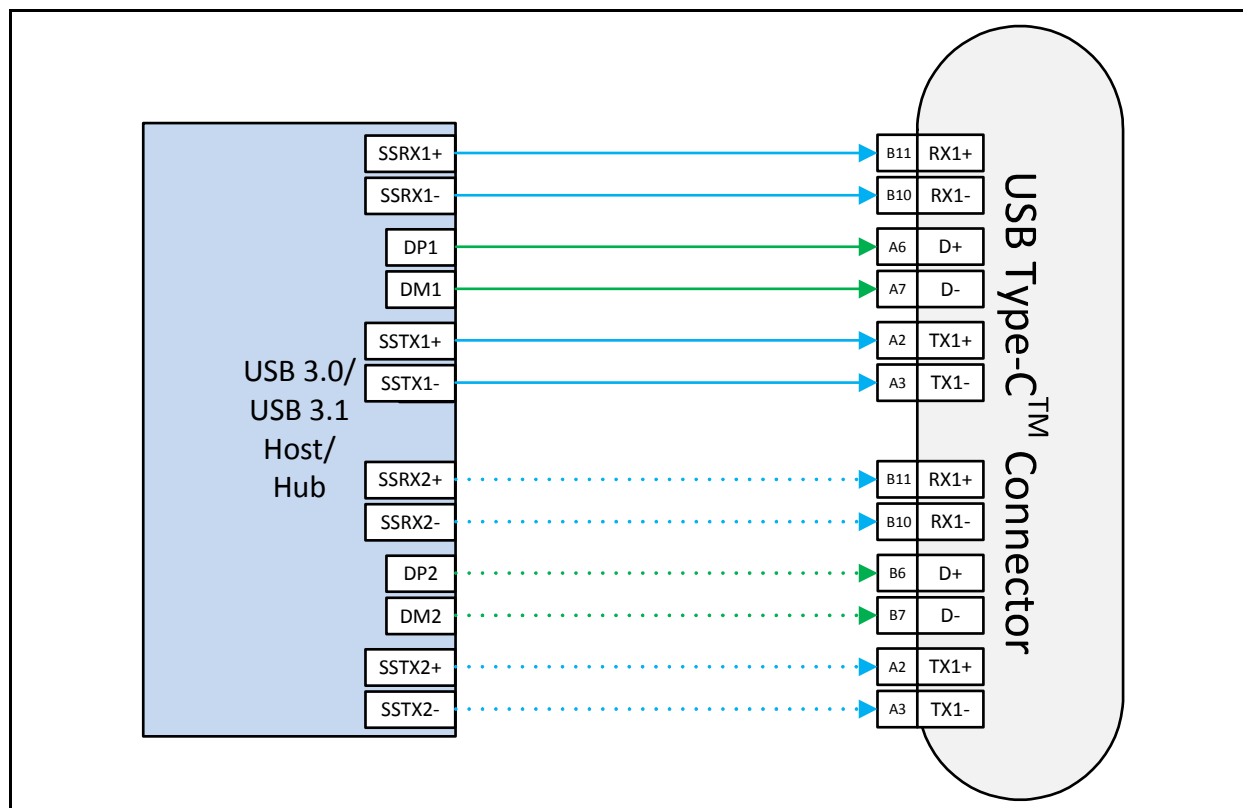 SSRX1+
B11 RX1+
SSRX1-
B10 RX1-
DP1
A6 D+
DM1
A7 D-
SSTX1+
A2 TX1+
SSTX1-
A3 TX1-
USB 3.0/
USB 3.1
Host/
Hub
SSRX2+
B11 RX1+
SSRX2-
B10 RX1-
DP2
B6 D+
DM2
B7 D-
SSTX2+
A2 TX1+
SSTX2-
A3 TX1-
USB Type-C™ Connector